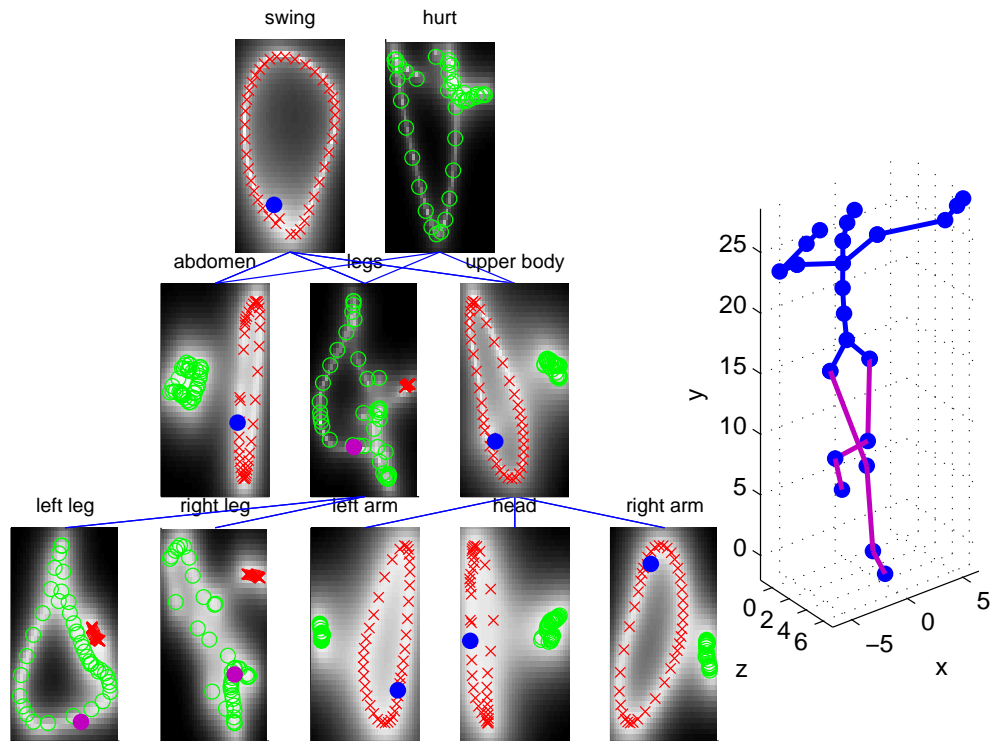 swing
hurt
abdomen
legs
upper body
left leg
right leg
left arm
head
right arm
25
20
15
10
5
0
y
0
2
4
6
z
−5
0
5
x